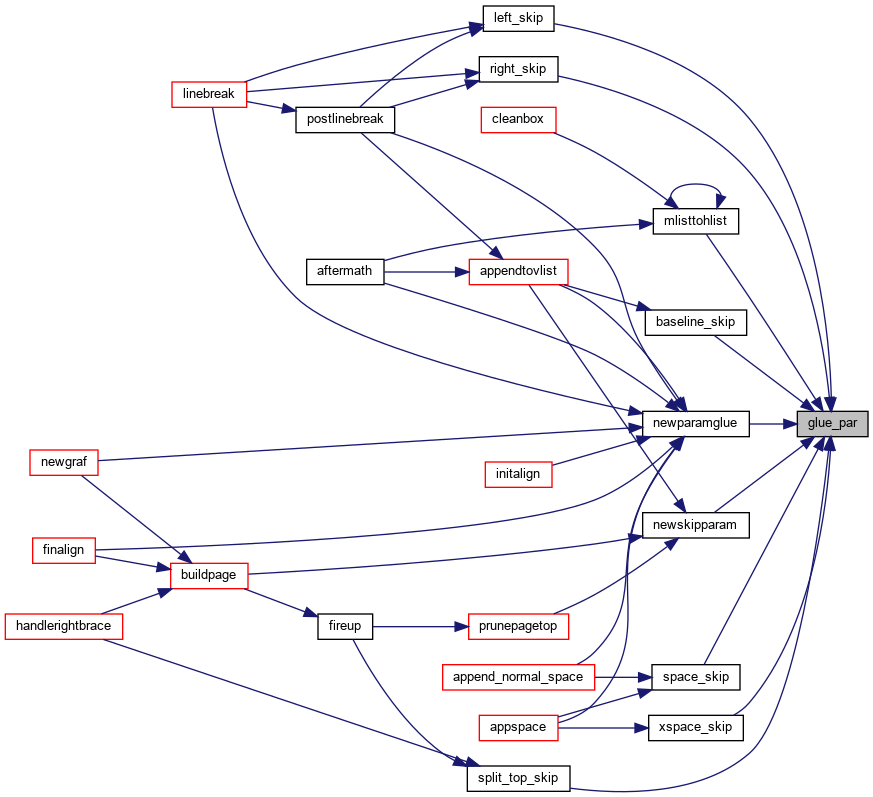 left_skip
right_skip
linebreak
postlinebreak
cleanbox
mlisttohlist
aftermath
appendtovlist
baseline_skip
glue_par
newparamglue
newgraf
initalign
newskipparam
finalign
buildpage
handlerightbrace
fireup
prunepagetop
append_normal_space
space_skip
appspace
xspace_skip
split_top_skip